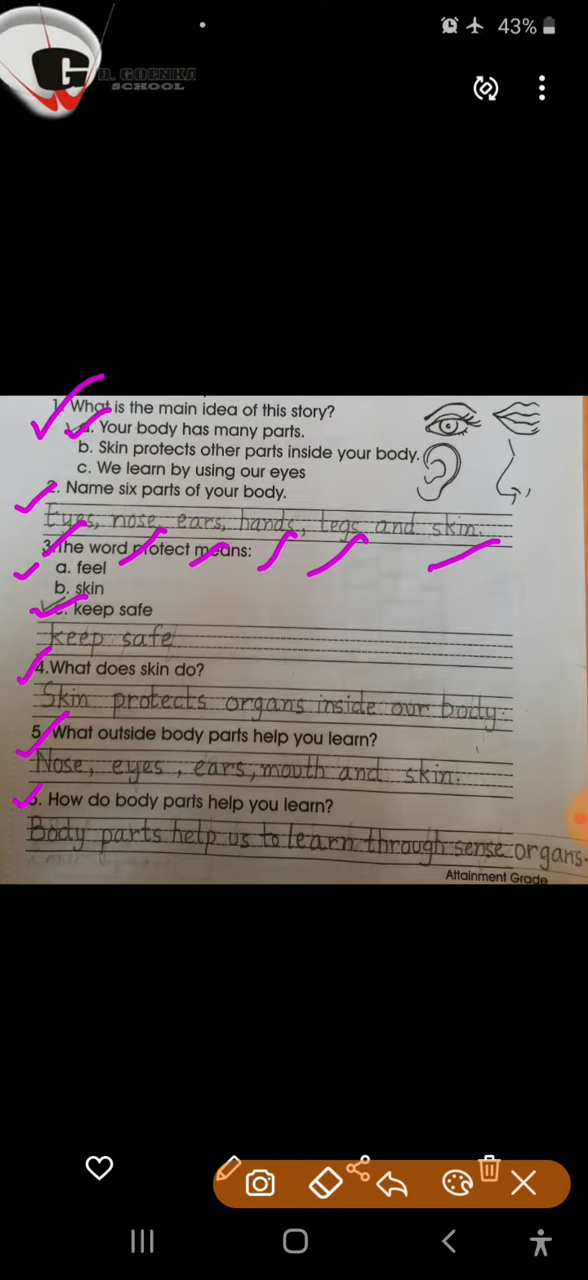 43%
G
D. GOENKA
SCHOOL
1. What is the main idea of this story?
a. Your body has many parts.
b. Skin protects other parts inside your body.
c. We learn by using our eyes
2. Name six parts of your body.
Eyes, nose, ears, hands, legs and skin.
3. The word protect means:
a. feel
b. skin
c. keep safe
keep safe
4. What does skin do?
Skin protects organs inside our body.
5. What outside body parts help you learn?
Nose, eyes, ears, mouth and skin.
6. How do body parts help you learn?
Body parts help us to learn through sense organs.
Attainment Grade